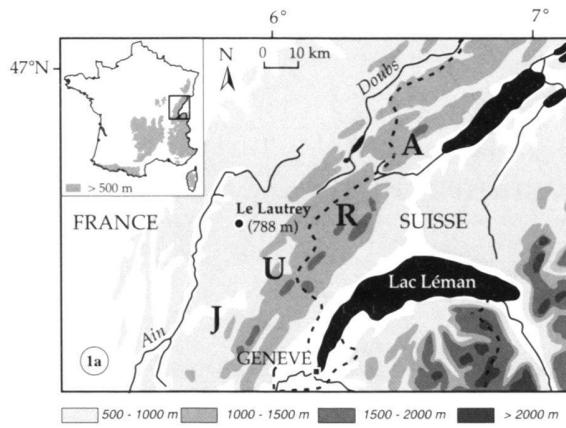 6°
7°
47°N
N
0 10 km
Doubs
> 500 m
A
FRANCE
Le Lautrey
(788 m)
R
SUISSE
U
Lac Léman
J
Ain
GENEVE
1a
500 - 1000 m
1000 - 1500 m
1500 - 2000 m
> 2000 m